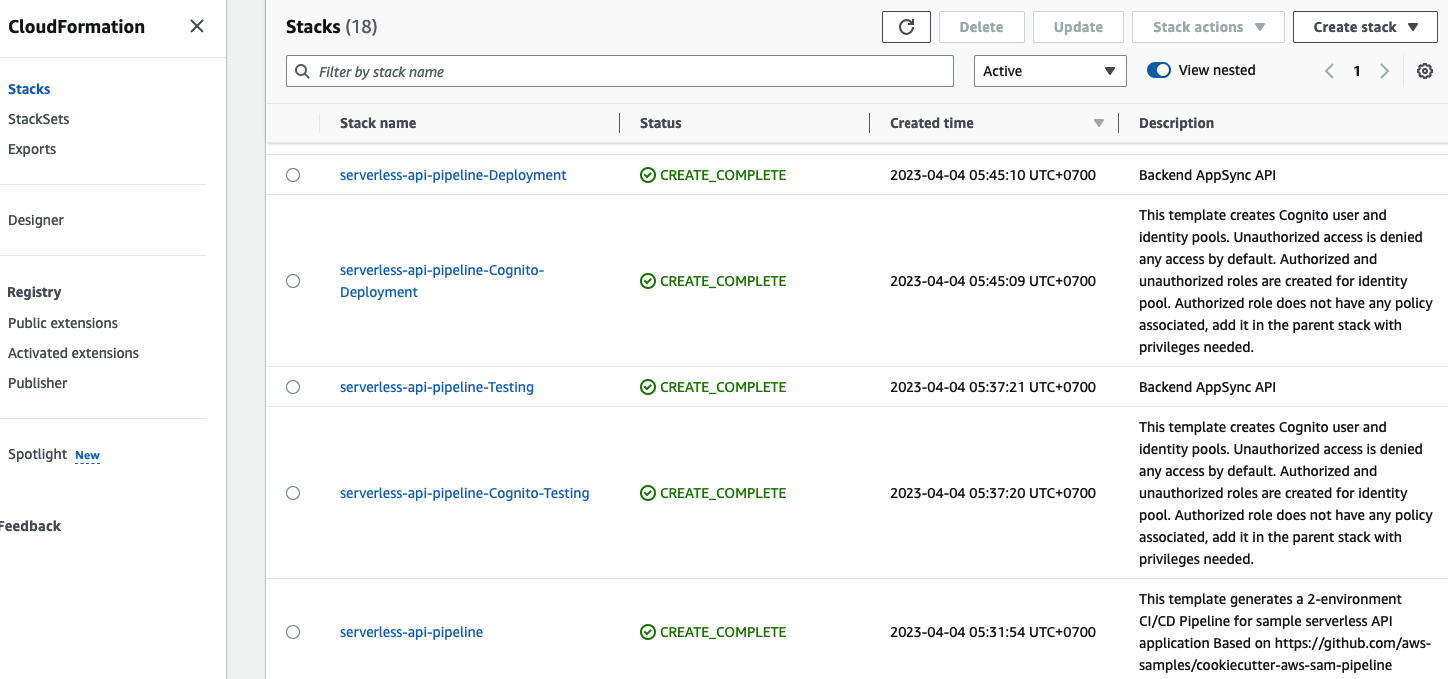 CloudFormation
Stacks
StackSets
Exports
Designer
Registry
Public extensions
Activated extensions
Publisher
Spotlight New
Feedback
Stacks (18)
Delete
Update
Stack actions
Create stack
Filter by stack name
Active
View nested
1
Stack name Status Created time Description
serverless-api-pipeline-Deployment CREATE_COMPLETE 2023-04-04 05:45:10 UTC+0700 Backend AppSync API
serverless-api-pipeline-Cognito-
Deployment
CREATE_COMPLETE
2023-04-04 05:45:09 UTC+0700
This template creates Cognito user and
identity pools. Unauthorized access is denied
any access by default. Authorized and
unauthorized roles are created for identity
pool. Authorized role does not have any policy
associated, add it in the parent stack with
privileges needed.
serverless-api-pipeline-Testing CREATE_COMPLETE 2023-04-04 05:37:21 UTC+0700 Backend AppSync API
serverless-api-pipeline-Cognito-Testing
CREATE_COMPLETE
2023-04-04 05:37:20 UTC+0700
This template creates Cognito user and
identity pools. Unauthorized access is denied
any access by default. Authorized and
unauthorized roles are created for identity
pool. Authorized role does not have any policy
associated, add it in the parent stack with
privileges needed.
serverless-api-pipeline
CREATE_COMPLETE
2023-04-04 05:31:54 UTC+0700
This template generates a 2-environment
CI/CD Pipeline for sample serverless API
application Based on https://github.com/aws-
samples/cookiecutter-aws-sam-pipeline